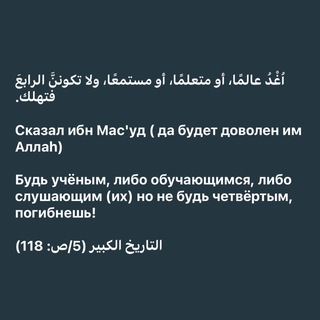 اُغْدُ عالمًا، أو متعلمًا، أو مستمعًا، ولا تكوننَّ الرابعَ
فتهلك.
Сказал ибн Мас'уд ( да будет доволен им
Аллаһ)
Будь учёным, либо обучающимся, либо
слушающим (их) но не будь четвёртым,
погибнешь!
التاريخ الكبير (5/ص: 118)